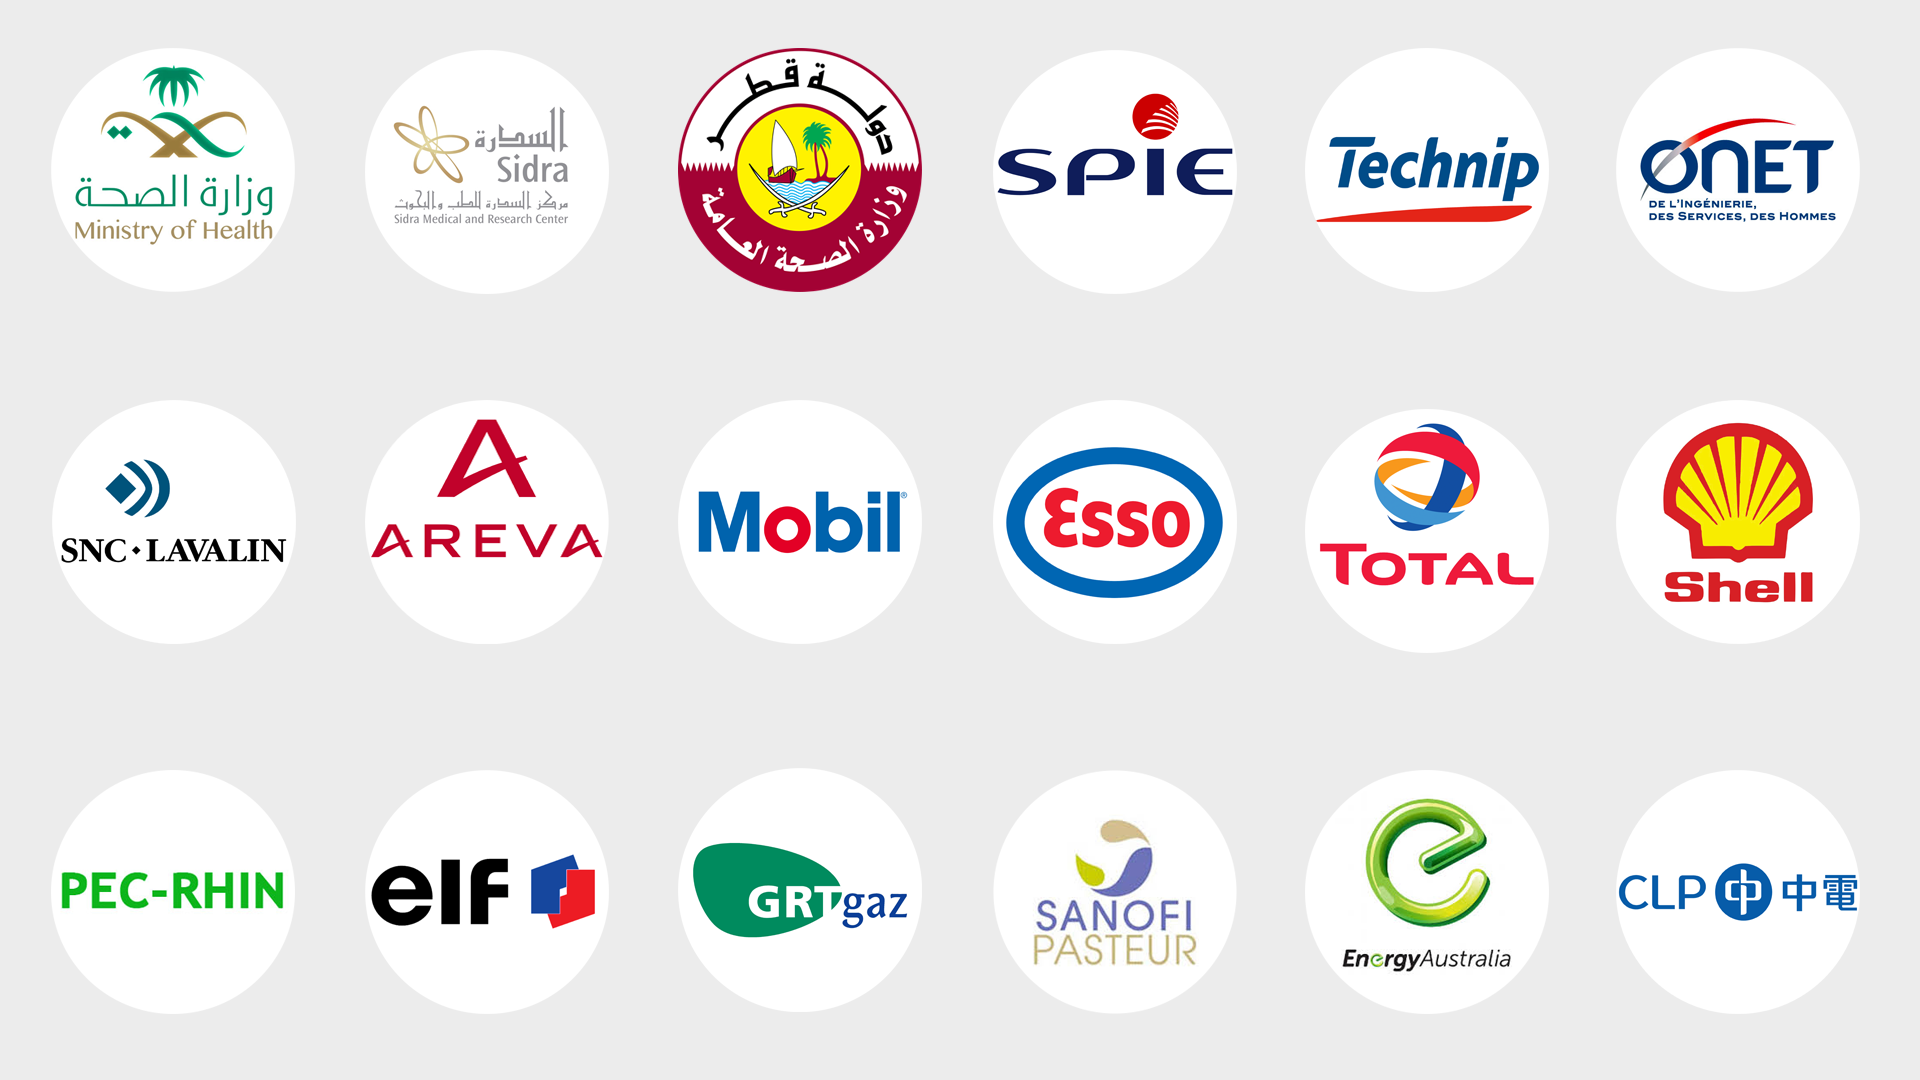 وزارة الصحة
Ministry of Health
السدرة
Sidra
مركز السدرة للطب والبحوث
Sidra Medical and Research Center
دولة قطر
وزارة الصحة العامة
SPIE
Technip
ONET
DE L'INGÉNIERIE,
DES SERVICES, DES HOMMES
SNC·LAVALIN
AREVA
Mobil®
Esso
TOTAL
Shell
PEC-RHIN
elf
GRTgaz
SANOFI
PASTEUR
EnergyAustralia
CLP 中電